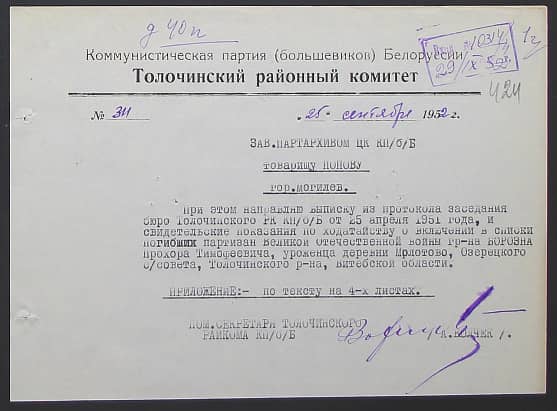 д 40п
Коммунистическая партия (большевиков) Белоруссии
Толочинский районный комитет
424
№ 311 „25" сентября 1952 г.
ЗАВ.ПАРТАРХИВОМ ЦК КП/б/Б
товарищу ПОПОВУ
гор.могилев.
При этом направляю выписку из протокола заседания
бюро Толочинского РК КП/б/Б от 25 апреля 1951 года, и
свидетельские показания по ходатайству о включении в списки
погибших партизан Великой Отечественной войны гр-на БОРОЗНА
Прохора Тимофеевича, уроженца деревни Мрлотово, Озерецкого
с/совета, Толочинского р-на, Витебской области.
ПРИЛОЖЕНИЕ:- по тексту на 4-х листах.
ПОМ.СЕКРЕТАРЯ ТОЛОЧИНСКОГО
РАЙКОМА КП/б/Б